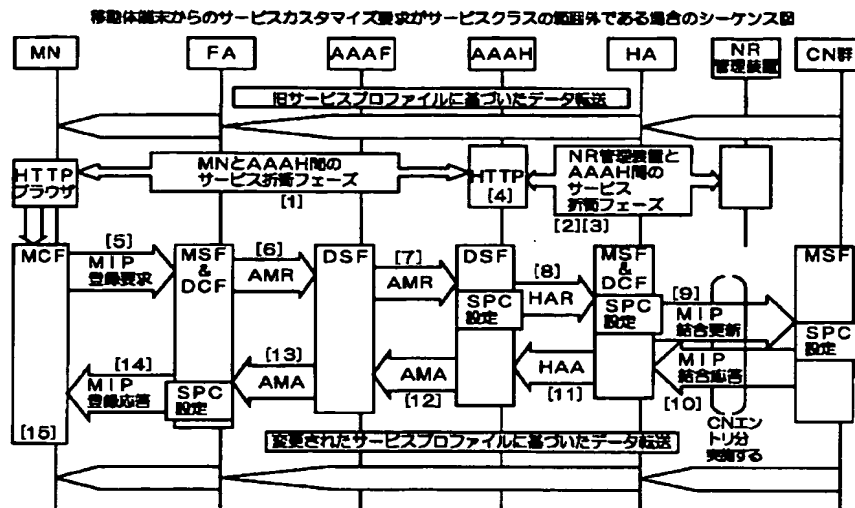 移動体端末からのサービスカスタマイズ要求がサービスクラスの範囲外である場合のシーケンス図
MN
FA
AAAF
AAAH
HA
NR
管理装置
CN群
旧サービスプロファイルに基づいたデータ転送
HTTP
ブラウザ
MNとAAAH間の
サービス折衝フェーズ
[1]
HTTP
[4]
NR管理装置と
AAAH間の
サービス
折衝フェーズ
[2][3]
MCF
[5]
MIP
登録要求
MSF
&
DCF
[6]
AMR
DSF
[7]
AMR
DSF
SPC
設定
[8]
HAR
MSF
&
DCF
SPC
設定
[9]
MIP
結合更新
MSF
SPC
設定
[14]
MIP
登録応答
SPC
設定
[13]
AMA
AMA
[12]
HAA
[11]
MIP
結合応答
[10]
[15]
変更されたサービスプロファイルに基づいたデータ転送
CNエン
トリ分
実施する